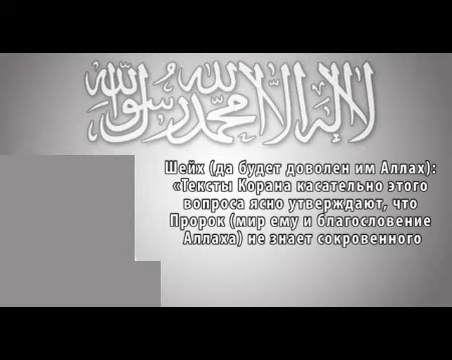 لا إله إلا الله محمد رسول الله
Шейх (да будет доволен им Аллах):
«Тексты Корана касательно этого
вопроса ясно утверждают, что
Пророк (мир ему и благословение
Аллаха) не знает сокровенного